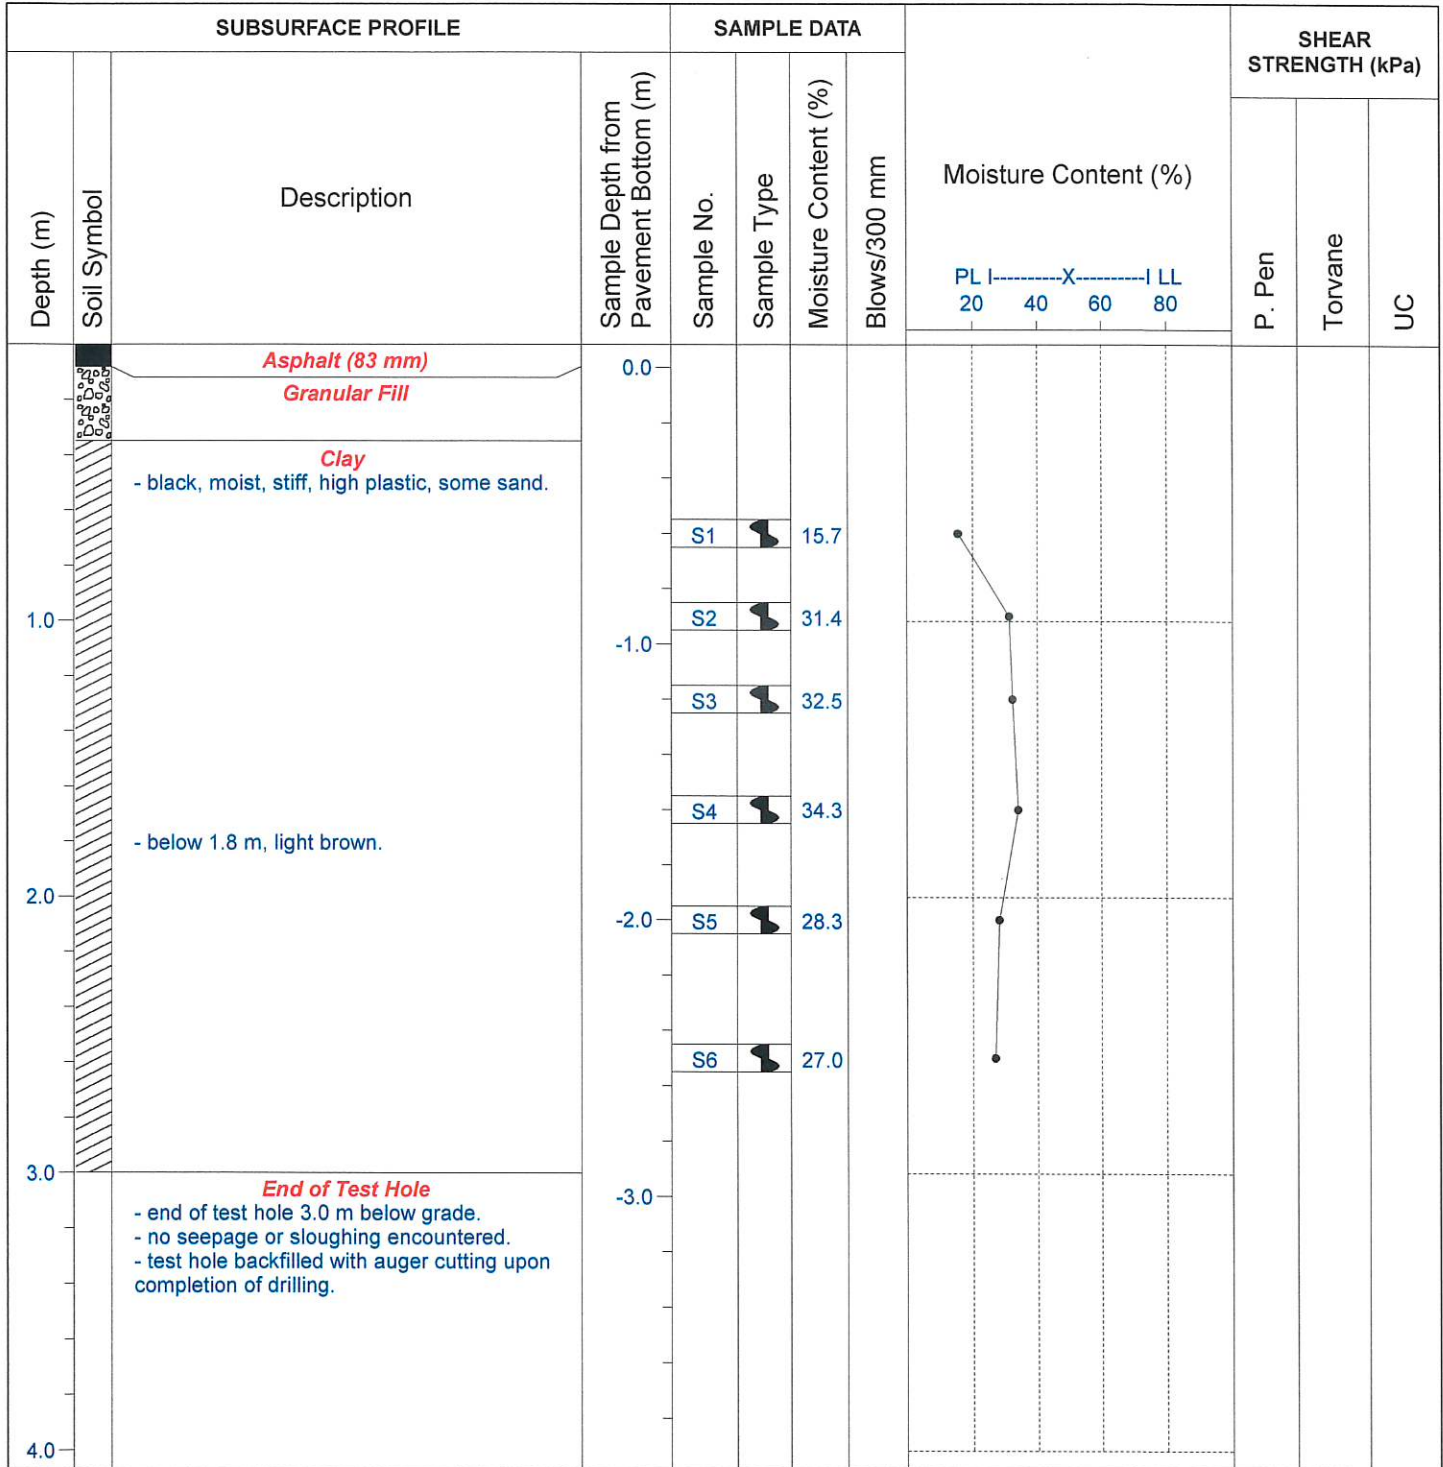 SUBSURFACE PROFILE
SAMPLE DATA
SHEAR
STRENGTH (kPa)
Depth (m)
Soil Symbol
Description
Sample Depth from
Pavement Bottom (m)
Sample No.
Sample Type
Moisture Content (%)
Blows/300 mm
Moisture Content (%)
PL I----------X----------I LL
20 40 60 80
P. Pen
Torvane
UC
Asphalt (83 mm)
0.0
Granular Fill
Clay
- black, moist, stiff, high plastic, some sand.
S1 15.7
1.0
S2 31.4
-1.0
S3 32.5
S4 34.3
- below 1.8 m, light brown.
2.0
-2.0
S5 28.3
S6 27.0
3.0
End of Test Hole
-3.0
- end of test hole 3.0 m below grade.
- no seepage or sloughing encountered.
- test hole backfilled with auger cutting upon
completion of drilling.
4.0